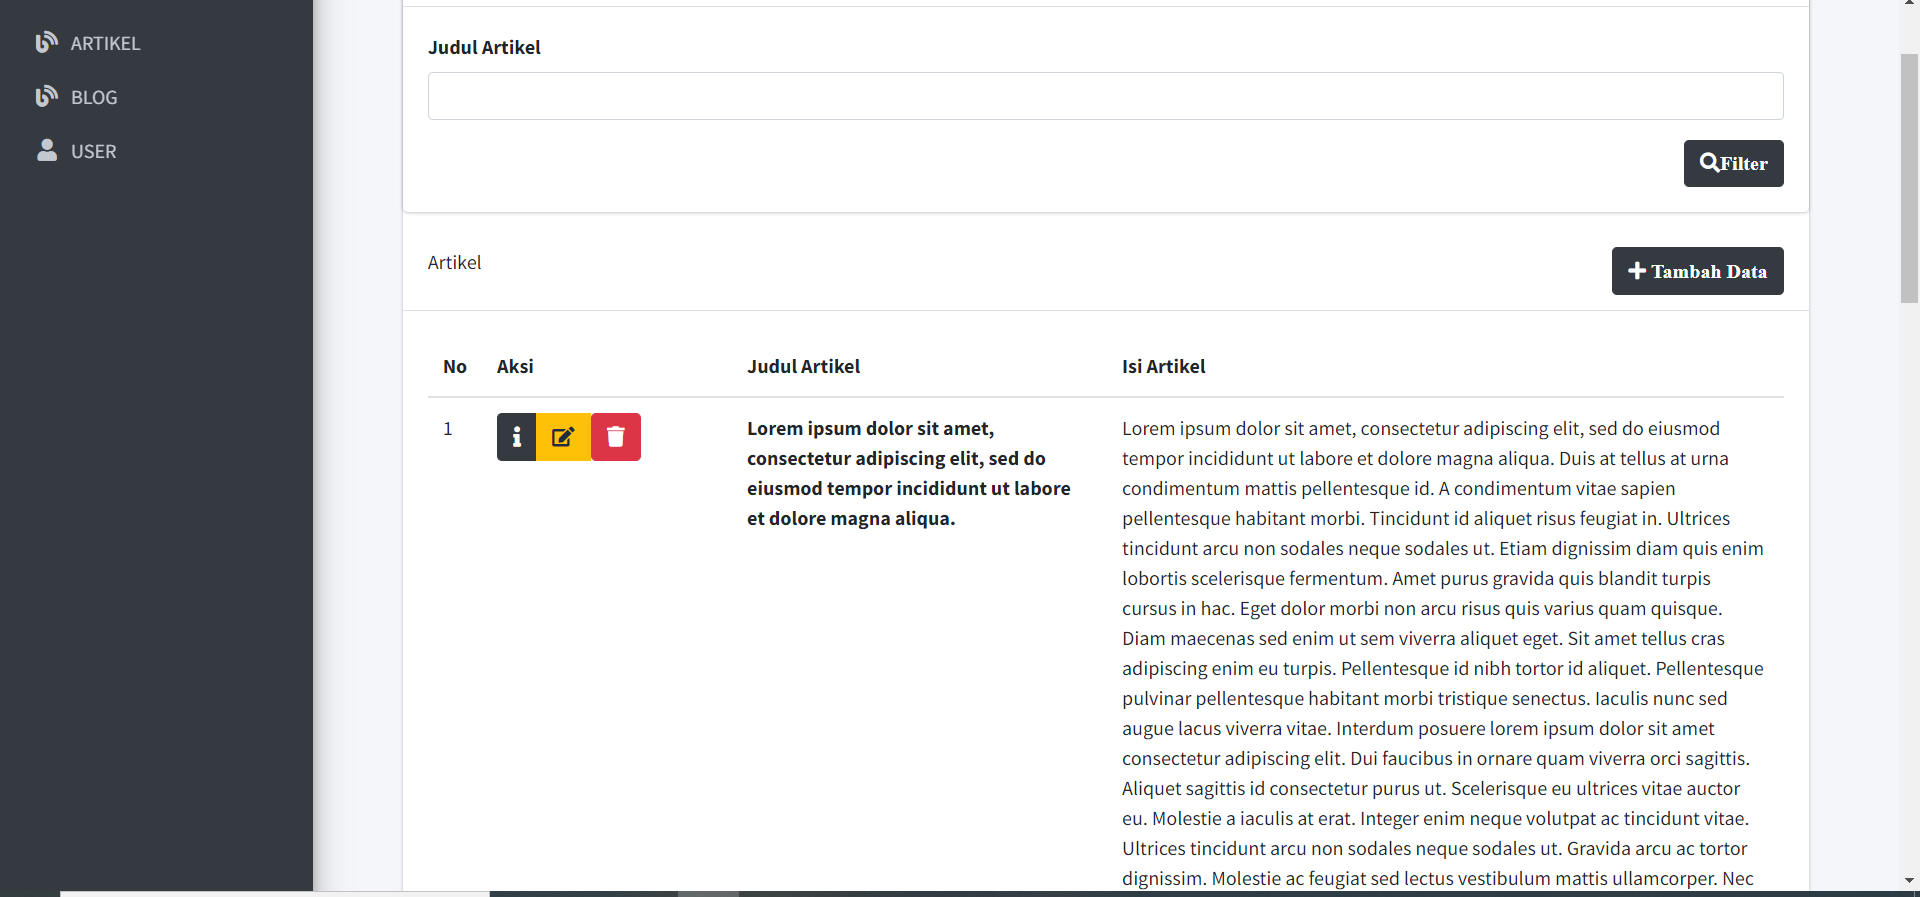 ARTIKEL
BLOG
USER
Judul Artikel
Filter
Artikel
Tambah Data
No Aksi Judul Artikel Isi Artikel
1
Lorem ipsum dolor sit amet,
consectetur adipiscing elit, sed do
eiusmod tempor incididunt ut labore
et dolore magna aliqua.
Lorem ipsum dolor sit amet, consectetur adipiscing elit, sed do eiusmod
tempor incididunt ut labore et dolore magna aliqua. Duis at tellus at urna
condimentum mattis pellentesque id. A condimentum vitae sapien
pellentesque habitant morbi. Tincidunt id aliquet risus feugiat in. Ultrices
tincidunt arcu non sodales neque sodales ut. Etiam dignissim diam quis enim
lobortis scelerisque fermentum. Amet purus gravida quis blandit turpis
cursus in hac. Eget dolor morbi non arcu risus quis varius quam quisque.
Diam maecenas sed enim ut sem viverra aliquet eget. Sit amet tellus cras
adipiscing enim eu turpis. Pellentesque id nibh tortor id aliquet. Pellentesque
pulvinar pellentesque habitant morbi tristique senectus. Iaculis nunc sed
augue lacus viverra vitae. Interdum posuere lorem ipsum dolor sit amet
consectetur adipiscing elit. Dui faucibus in ornare quam viverra orci sagittis.
Aliquet sagittis id consectetur purus ut. Scelerisque eu ultrices vitae auctor
eu. Molestie a iaculis at erat. Integer enim neque volutpat ac tincidunt vitae.
Ultrices tincidunt arcu non sodales neque sodales ut. Gravida arcu ac tortor
dignissim. Molestie ac feugiat sed lectus vestibulum mattis ullamcorper. Nec